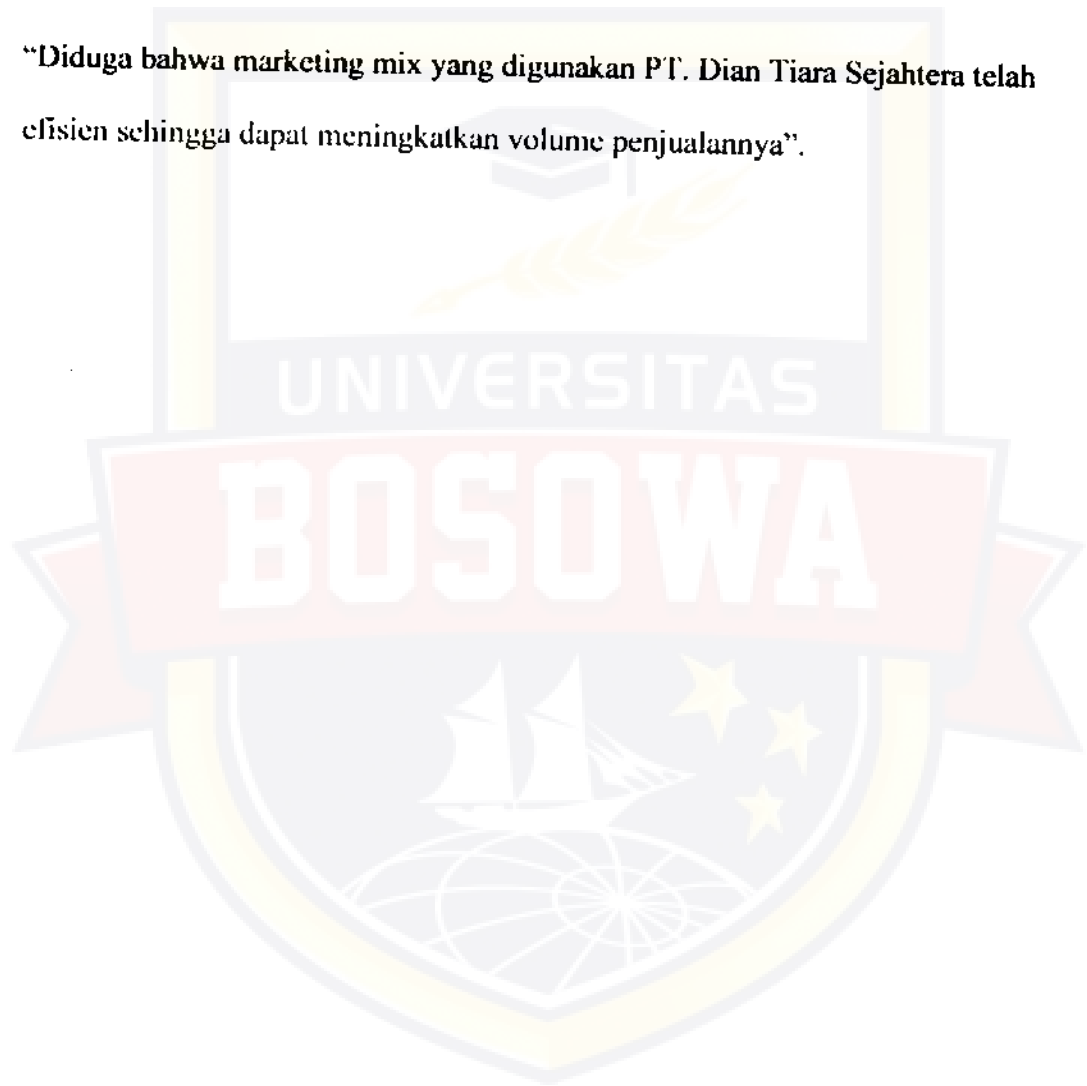 “Diduga bahwa marketing mix yang digunakan PT. Dian Tiara Sejahtera telah
efisien sehingga dapat meningkatkan volume penjualannya”.
UNIVERSITAS
BOSOWA